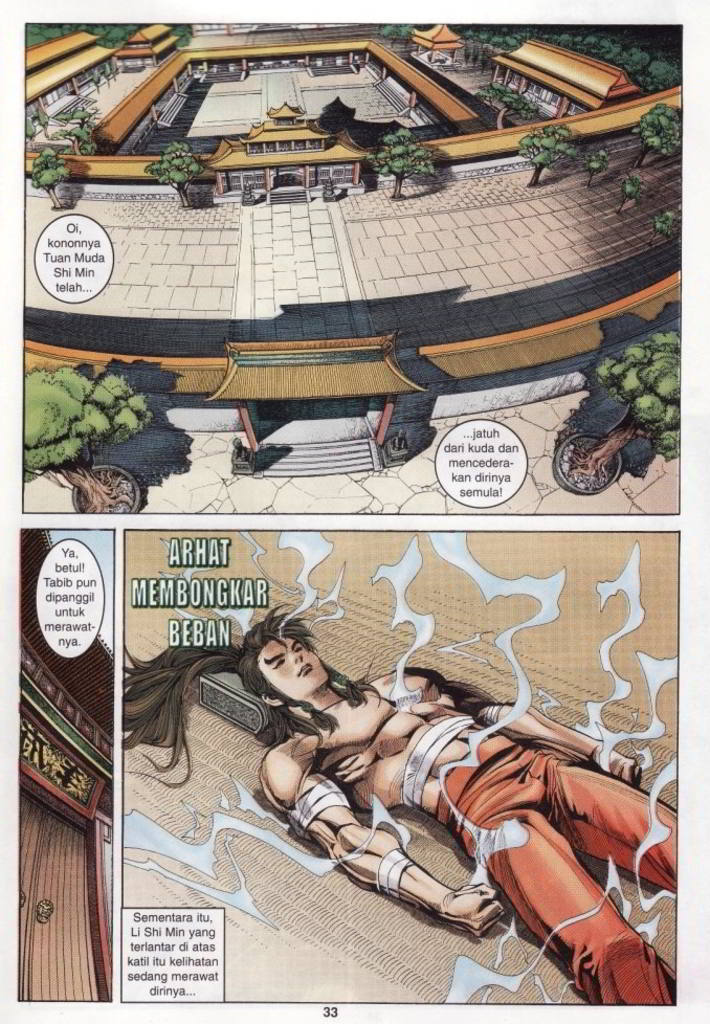 Oi,
kononnya
Tuan Muda
Shi Min
telah...
...jatuh
dari kuda dan
mencedera-
kan dirinya
semula!
Ya,
betul!
Tabib pun
dipanggil
untuk
merawat-
nya.
ARHAT
MEMBONGKAR
BEBAN
Sementara itu,
Li Shi Min yang
terlantar di atas
katil itu kelihatan
sedang merawat
dirinya...
33